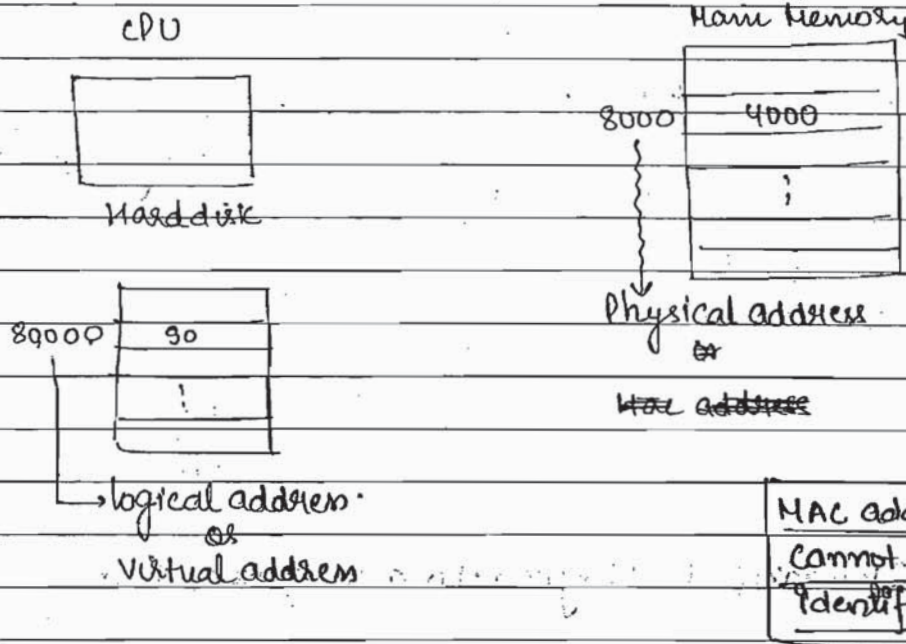 CPU
Main Memory
8000 4000
Harddisk
Physical address
or
MAC address
89000 90
logical address.
or
Virtual address
MAC add
Cannot
identif